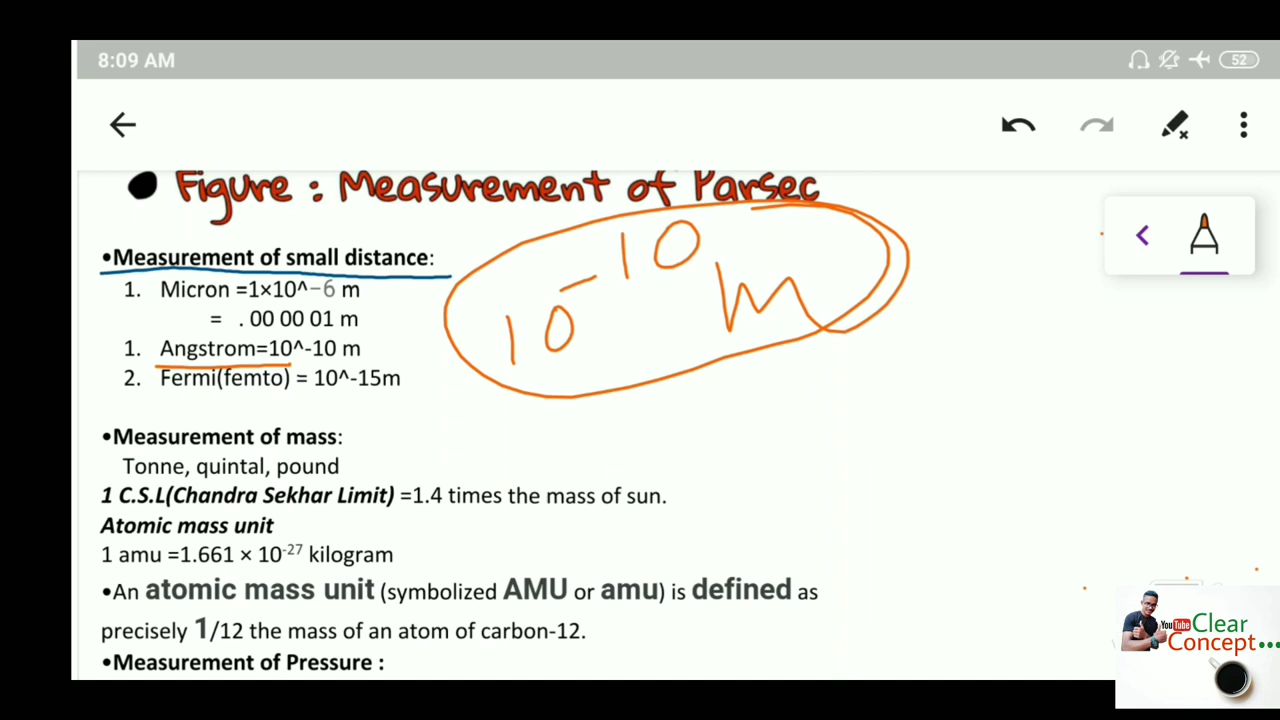 8:09 AM
52
Figure : Measurement of Parsec
•Measurement of small distance:
1. Micron =1×10^−6 m
= . 00 00 01 m
1. Angstrom=10^-10 m
2. Fermi(femto) = 10^-15m
10⁻¹⁰ m
•Measurement of mass:
Tonne, quintal, pound
1 C.S.L(Chandra Sekhar Limit) =1.4 times the mass of sun.
Atomic mass unit
1 amu =1.661 × 10⁻²⁷ kilogram
•An atomic mass unit (symbolized AMU or amu) is defined as
precisely 1/12 the mass of an atom of carbon-12.
•Measurement of Pressure :
YouTube Clear
Concept...